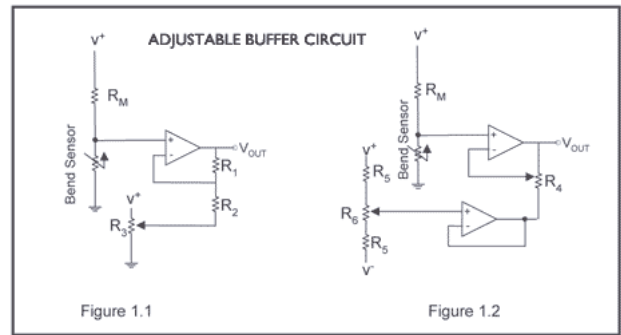 ADJUSTABLE BUFFER CIRCUIT
V+
RM
Bend Sensor
+
-
VOUT
R1
R2
V+
R3
Figure 1.1
V+
RM
Bend Sensor
+
-
VOUT
R4
V+
R5
R6
R5
V-
+
-
Figure 1.2